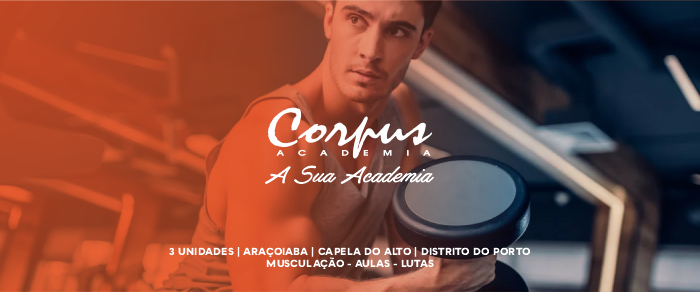 Corpus
ACADEMIA
A Sua Academia
3 UNIDADES | ARAÇOIABA | CAPELA DO ALTO | DISTRITO DO PORTO
MUSCULAÇÃO - AULAS - LUTAS